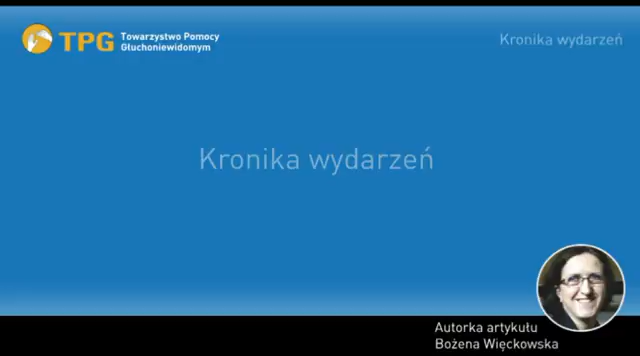 TPG
Towarzystwo Pomocy
Głuchoniewidomym
Kronika wydarzeń
Kronika wydarzeń
Autorka artykułu
Bożena Więckowska